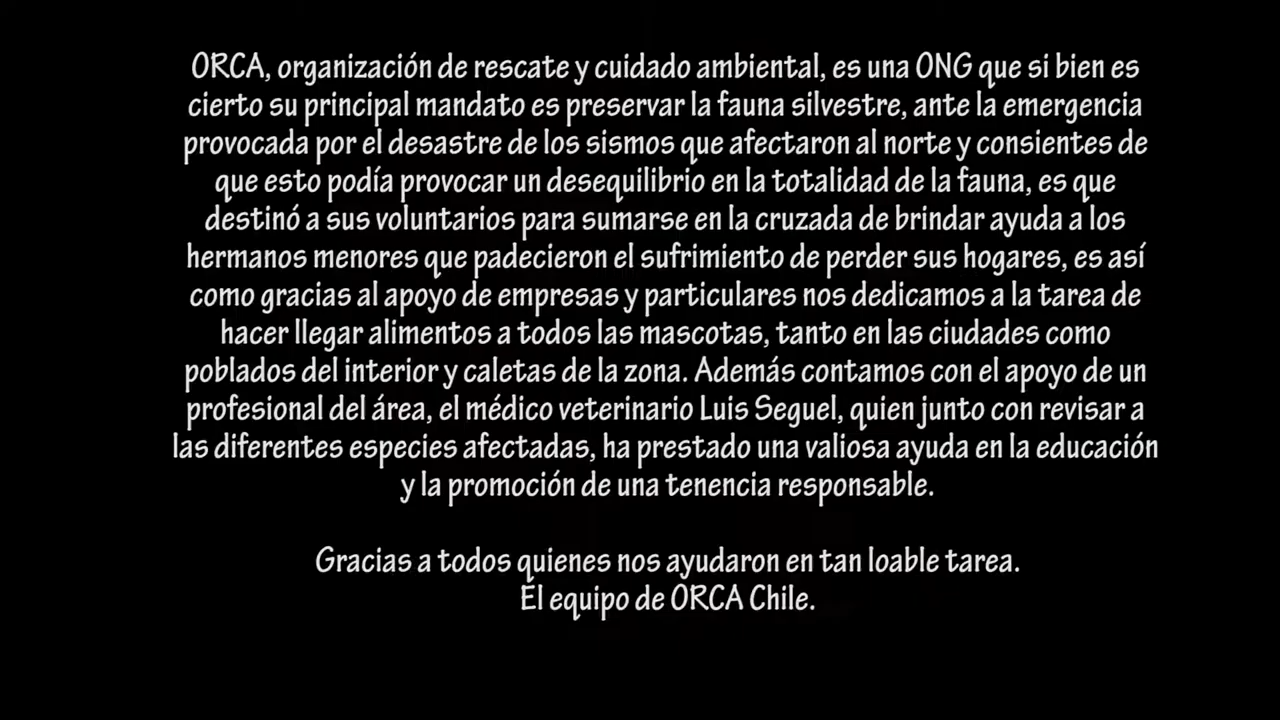 ORCA, organización de rescate y cuidado ambiental, es una ONG que si bien es
cierto su principal mandato es preservar la fauna silvestre, ante la emergencia
provocada por el desastre de los sismos que afectaron al norte y consientes de
que esto podía provocar un desequilibrio en la totalidad de la fauna, es que
destinó a sus voluntarios para sumarse en la cruzada de brindar ayuda a los
hermanos menores que padecieron el sufrimiento de perder sus hogares, es así
como gracias al apoyo de empresas y particulares nos dedicamos a la tarea de
hacer llegar alimentos a todos las mascotas, tanto en las ciudades como
poblados del interior y caletas de la zona. Además contamos con el apoyo de un
profesional del área, el médico veterinario Luis Seguel, quien junto con revisar a
las diferentes especies afectadas, ha prestado una valiosa ayuda en la educación
y la promoción de una tenencia responsable.
Gracias a todos quienes nos ayudaron en tan loable tarea.
El equipo de ORCA Chile.